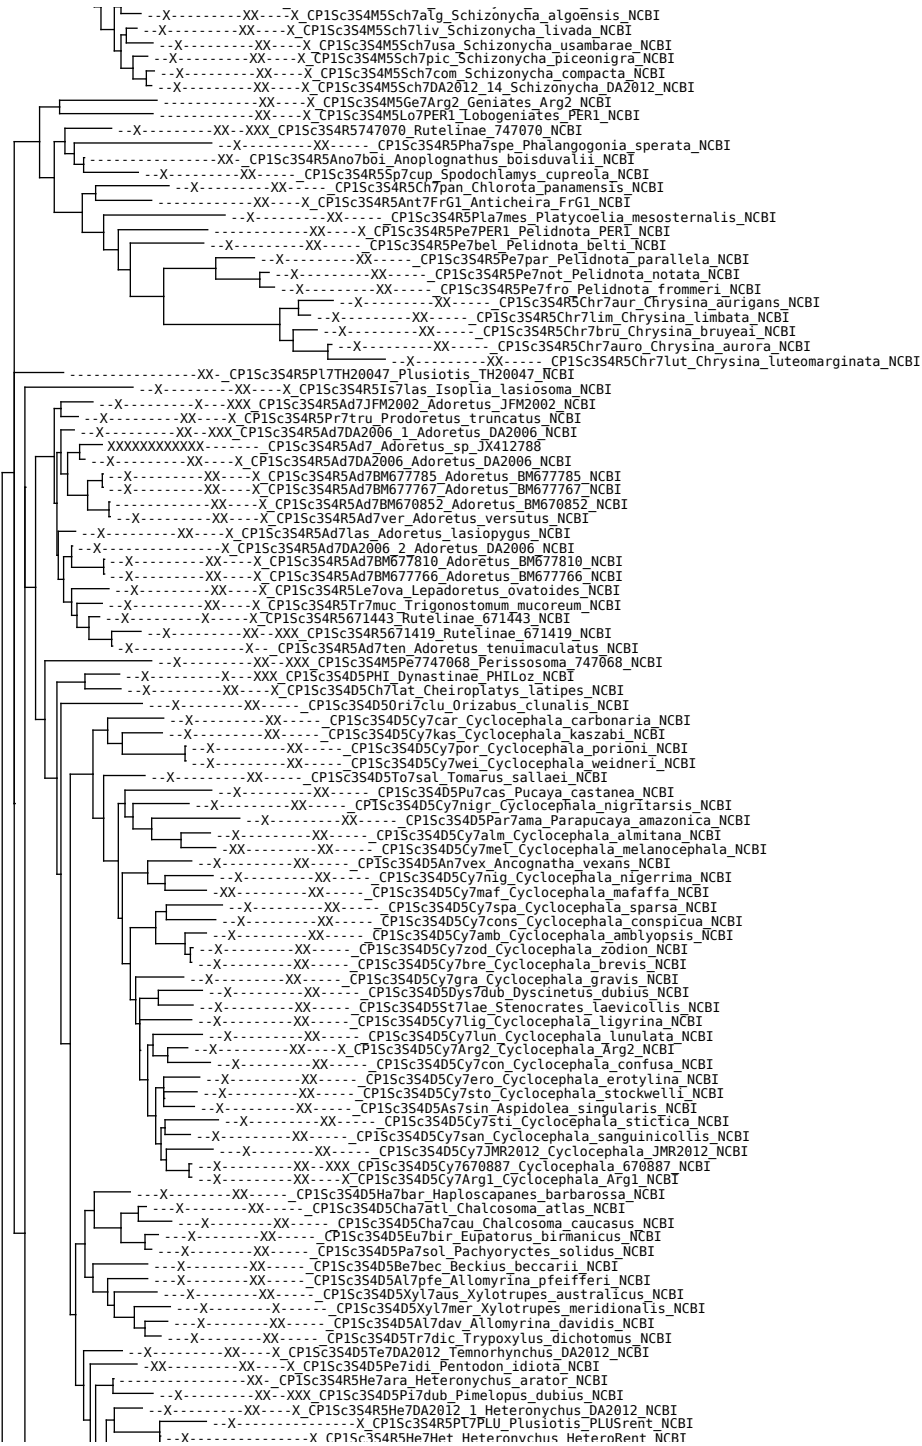 --X---------XX----X_CP1Sc3S4M5Sch7alg_Schizonycha_algoensis_NCBI
--X---------XX----X_CP1Sc3S4M5Sch7liv_Schizonycha_livada_NCBI
--X---------XX----X_CP1Sc3S4M5Sch7usa_Schizonycha_usambarae_NCBI
--X---------XX----X_CP1Sc3S4M5Sch7pic_Schizonycha_piceonigra_NCBI
--X---------XX----X_CP1Sc3S4M5Sch7com_Schizonycha_compacta_NCBI
--X---------XX----X_CP1Sc3S4M5Sch7DA2012_14_Schizonycha_DA2012_NCBI
------------XX----X_CP1Sc3S4M5Ge7Arg2_Geniates_Arg2_NCBI
------------XX----X_CP1Sc3S4M5Lo7PER1_Lobogeniates_PER1_NCBI
--X---------XX--XXX_CP1Sc3S4R5747070_Rutelinae_747070_NCBI
--X---------XX-----_CP1Sc3S4R5Pha7spe_Phalangogonia_sperata_NCBI
----------------XX-_CP1Sc3S4R5Ano7boi_Anoplognathus_boisduvalii_NCBI
--X---------XX-----_CP1Sc3S4R5Sp7cup_Spodochlamys_cupreola_NCBI
--X---------XX-----_CP1Sc3S4R5Ch7pan_Chlorota_panamensis_NCBI
------------XX----X_CP1Sc3S4R5Ant7FrG1_Anticheira_FrG1_NCBI
--X---------XX-----_CP1Sc3S4R5Pla7mes_Platycoelia_mesosternalis_NCBI
------------XX----X_CP1Sc3S4R5Pe7PER1_Pelidnota_PER1_NCBI
--X---------XX-----_CP1Sc3S4R5Pe7bel_Pelidnota_belti_NCBI
--X---------XX-----_CP1Sc3S4R5Pe7par_Pelidnota_parallela_NCBI
--X---------XX-----_CP1Sc3S4R5Pe7not_Pelidnota_notata_NCBI
--X---------XX-----_CP1Sc3S4R5Pe7fro_Pelidnota_frommeri_NCBI
--X---------XX-----_CP1Sc3S4R5Chr7aur_Chrysina_aurigans_NCBI
--X---------XX-----_CP1Sc3S4R5Chr7lim_Chrysina_limbata_NCBI
--X---------XX-----_CP1Sc3S4R5Chr7bru_Chrysina_bruyeai_NCBI
--X---------XX-----_CP1Sc3S4R5Chr7auro_Chrysina_aurora_NCBI
--X---------XX-----_CP1Sc3S4R5Chr7lut_Chrysina_luteomarginata_NCBI
----------------XX-_CP1Sc3S4R5Pl7TH20047_Plusiotis_TH20047_NCBI
--X---------XX----X_CP1Sc3S4R5Is7las_Isoplia_lasiosoma_NCBI
--X---------X---XXX_CP1Sc3S4R5Ad7JFM2002_Adoretus_JFM2002_NCBI
--X---------XX----X_CP1Sc3S4R5Pr7tru_Prodoretus_truncatus_NCBI
--X---------XX--XXX_CP1Sc3S4R5Ad7DA2006_1_Adoretus_DA2006_NCBI
XXXXXXXXXXXX-------_CP1Sc3S4R5Ad7_Adoretus_sp_JX412788
--X---------XX----X_CP1Sc3S4R5Ad7DA2006_Adoretus_DA2006_NCBI
--X---------XX----X_CP1Sc3S4R5Ad7BM677785_Adoretus_BM677785_NCBI
--X---------XX----X_CP1Sc3S4R5Ad7BM677767_Adoretus_BM677767_NCBI
------------XX----X_CP1Sc3S4R5Ad7BM670852_Adoretus_BM670852_NCBI
--X---------XX----X_CP1Sc3S4R5Ad7ver_Adoretus_versutus_NCBI
--X---------XX----X_CP1Sc3S4R5Ad7las_Adoretus_lasiopygus_NCBI
--X---------------X_CP1Sc3S4R5Ad7DA2006_2_Adoretus_DA2006_NCBI
--X---------XX----X_CP1Sc3S4R5Ad7BM677810_Adoretus_BM677810_NCBI
--X---------XX----X_CP1Sc3S4R5Ad7BM677766_Adoretus_BM677766_NCBI
--X---------XX----X_CP1Sc3S4R5Le7ova_Lepadoretus_ovatoides_NCBI
--X---------XX----X_CP1Sc3S4R5Tr7muc_Trigonostomum_mucoreum_NCBI
--X---------X-----X_CP1Sc3S4R5671443_Rutelinae_671443_NCBI
--X---------XX--XXX_CP1Sc3S4R5671419_Rutelinae_671419_NCBI
-X--------------X--_CP1Sc3S4R5Ad7ten_Adoretus_tenuimaculatus_NCBI
--X---------XX--XXX_CP1Sc3S4M5Pe7747068_Perissosoma_747068_NCBI
--X---------X---XXX_CP1Sc3S4D5PHI_Dynastinae_PHILoz_NCBI
--X---------XX----X_CP1Sc3S4D5Ch7lat_Cheiroplatys_latipes_NCBI
--X---------XX-----_CP1Sc3S4D5Ori7clu_Orizabus_clunalis_NCBI
--X---------XX-----_CP1Sc3S4D5Cy7car_Cyclocephala_carbonaria_NCBI
--X---------XX-----_CP1Sc3S4D5Cy7kas_Cyclocephala_kaszabi_NCBI
--X---------XX-----_CP1Sc3S4D5Cy7por_Cyclocephala_porioni_NCBI
--X---------XX-----_CP1Sc3S4D5Cy7wei_Cyclocephala_weidneri_NCBI
--X---------XX-----_CP1Sc3S4D5To7sal_Tomarus_sallaei_NCBI
--X---------XX-----_CP1Sc3S4D5Pu7cas_Pucaya_castanea_NCBI
--X---------XX-----_CP1Sc3S4D5Cy7nigr_Cyclocephala_nigritarsis_NCBI
--X---------XX-----_CP1Sc3S4D5Par7ama_Parapucaya_amazonica_NCBI
--X---------XX-----_CP1Sc3S4D5Cy7alm_Cyclocephala_almitana_NCBI
-XX---------XX-----_CP1Sc3S4D5Cy7mel_Cyclocephala_melanocephala_NCBI
--X---------XX-----_CP1Sc3S4D5An7vex_Ancognatha_vexans_NCBI
--X---------XX-----_CP1Sc3S4D5Cy7nig_Cyclocephala_nigerrima_NCBI
-XX---------XX-----_CP1Sc3S4D5Cy7maf_Cyclocephala_mafaffa_NCBI
--X---------XX-----_CP1Sc3S4D5Cy7spa_Cyclocephala_sparsa_NCBI
--X---------XX-----_CP1Sc3S4D5Cy7cons_Cyclocephala_conspicua_NCBI
--X---------XX-----_CP1Sc3S4D5Cy7amb_Cyclocephala_amblyopsis_NCBI
--X---------XX-----_CP1Sc3S4D5Cy7zod_Cyclocephala_zodion_NCBI
--X---------XX-----_CP1Sc3S4D5Cy7bre_Cyclocephala_brevis_NCBI
--X---------XX-----_CP1Sc3S4D5Cy7gra_Cyclocephala_gravis_NCBI
--X---------XX-----_CP1Sc3S4D5Dys7dub_Dyscinetus_dubius_NCBI
--X---------XX-----_CP1Sc3S4D5St7lae_Stenocrates_laevicollis_NCBI
--X---------XX-----_CP1Sc3S4D5Cy7lig_Cyclocephala_ligyrina_NCBI
--X---------XX-----_CP1Sc3S4D5Cy7lun_Cyclocephala_lunulata_NCBI
--X---------XX----X_CP1Sc3S4D5Cy7Arg2_Cyclocephala_Arg2_NCBI
--X---------XX-----_CP1Sc3S4D5Cy7con_Cyclocephala_confusa_NCBI
--X---------XX-----_CP1Sc3S4D5Cy7ero_Cyclocephala_erotylina_NCBI
--X---------XX-----_CP1Sc3S4D5Cy7sto_Cyclocephala_stockwelli_NCBI
--X---------XX-----_CP1Sc3S4D5As7sin_Aspidolea_singularis_NCBI
--X---------XX-----_CP1Sc3S4D5Cy7sti_Cyclocephala_stictica_NCBI
--X---------XX-----_CP1Sc3S4D5Cy7san_Cyclocephala_sanguinicollis_NCBI
--X---------XX-----_CP1Sc3S4D5Cy7JMR2012_Cyclocephala_JMR2012_NCBI
--X---------XX--XXX_CP1Sc3S4D5Cy7670887_Cyclocephala_670887_NCBI
--X---------XX----X_CP1Sc3S4D5Cy7Arg1_Cyclocephala_Arg1_NCBI
--X---------XX-----_CP1Sc3S4D5Ha7bar_Haploscapanes_barbarossa_NCBI
--X---------XX-----_CP1Sc3S4D5Cha7atl_Chalcosoma_atlas_NCBI
--X---------XX-----_CP1Sc3S4D5Cha7cau_Chalcosoma_caucasus_NCBI
--X---------XX-----_CP1Sc3S4D5Eu7bir_Eupatorus_birmanicus_NCBI
--X---------XX-----_CP1Sc3S4D5Pa7sol_Pachyoryctes_solidus_NCBI
--X---------XX-----_CP1Sc3S4D5Be7bec_Beckius_beccarii_NCBI
--X---------XX-----_CP1Sc3S4D5Al7pfe_Allomyrina_pfeifferi_NCBI
--X---------XX-----_CP1Sc3S4D5Xyl7aus_Xylotrupes_australicus_NCBI
--X---------X------_CP1Sc3S4D5Xyl7mer_Xylotrupes_meridionalis_NCBI
--X---------XX-----_CP1Sc3S4D5Al7dav_Allomyrina_davidis_NCBI
--X---------XX-----_CP1Sc3S4D5Tr7dic_Trypoxylus_dichotomus_NCBI
--X---------XX----X_CP1Sc3S4D5Te7DA2012_Temnorhynchus_DA2012_NCBI
-XX---------XX----X_CP1Sc3S4D5Pe7idi_Pentodon_idiota_NCBI
----------------XX-_CP1Sc3S4R5He7ara_Heteronychus_arator_NCBI
--X---------XX--XXX_CP1Sc3S4D5Pi7dub_Pimelopus_dubius_NCBI
--X---------XX----X_CP1Sc3S4R5He7DA2012_1_Heteronychus_DA2012_NCBI
--X---------------X_CP1Sc3S4R5Pl7PLU_Plusiotis_PLUSrent_NCBI
--X---------------X_CP1Sc3S4R5He7Het_Heteronychus_HeteroRent_NCBI